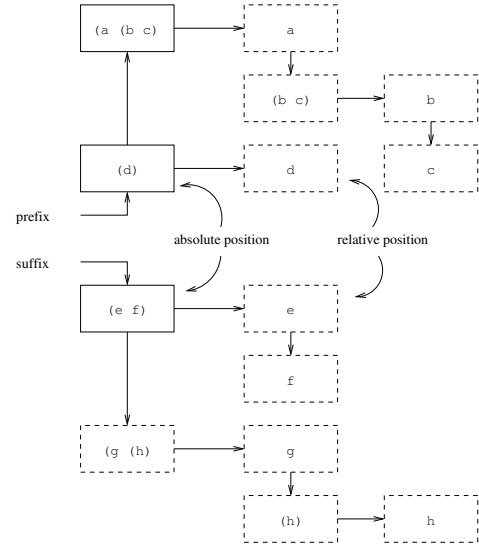 (a (b c)
a
(b c)
b
(d)
d
c
prefix
absolute position
relative position
suffix
(e f)
e
f
(g (h)
g
(h)
h